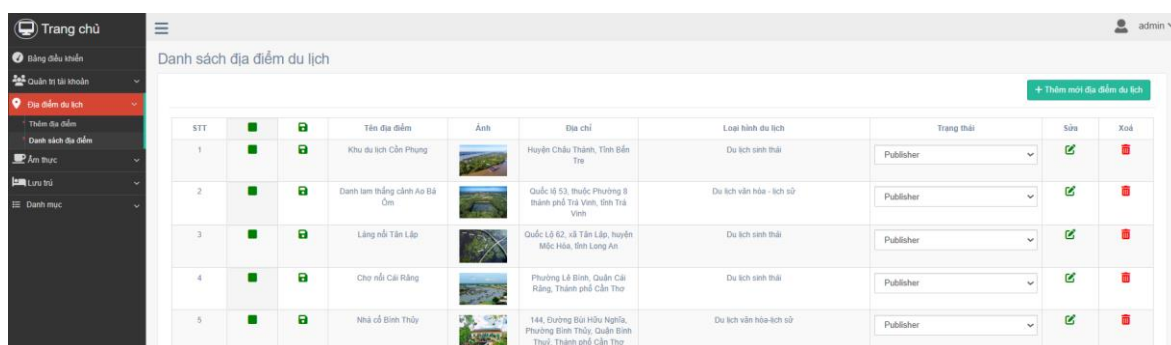 Trang chủ
admin
Bảng điều khiển
Quản trị tài khoản
Địa điểm du lịch
Thêm địa điểm
Danh sách địa điểm
Ẩm thực
Lưu trú
Danh mục
Danh sách địa điểm du lịch
+ Thêm mới địa điểm du lịch
STT Tên địa điểm Ảnh Địa chỉ Loại hình du lịch Trạng thái Sửa Xoá
1 Khu du lịch Cồn Phụng Huyện Châu Thành, Tỉnh Bến Du lịch sinh thái Publisher
Tre
2 Danh lam thắng cảnh Ao Bà Quốc lộ 53, thuộc Phường 8 Du lịch văn hóa - lịch sử Publisher
Om thành phố Trà Vinh, tỉnh Trà
Vinh
3 Làng nổi Tân Lập Quốc Lộ 62, xã Tân Lập, huyện Du lịch sinh thái Publisher
Mộc Hóa, tỉnh Long An
4 Chợ nổi Cái Răng Phường Lê Bình, Quận Cái Du lịch sinh thái Publisher
Răng, Thành phố Cần Thơ
5 Nhà cổ Bình Thủy 144, Đường Bùi Hữu Nghĩa, Du lịch văn hóa-lịch sử Publisher
Phường Bình Thủy, Quận Bình
Thuỷ, Thành phố Cần Thơ